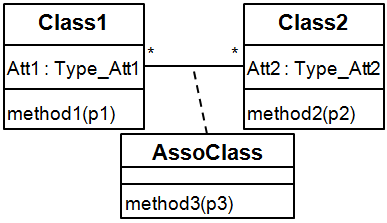 Class1
Class2
Att1 : Type_Att1
* *
Att2 : Type_Att2
method1(p1)
method2(p2)
AssoClass
method3(p3)